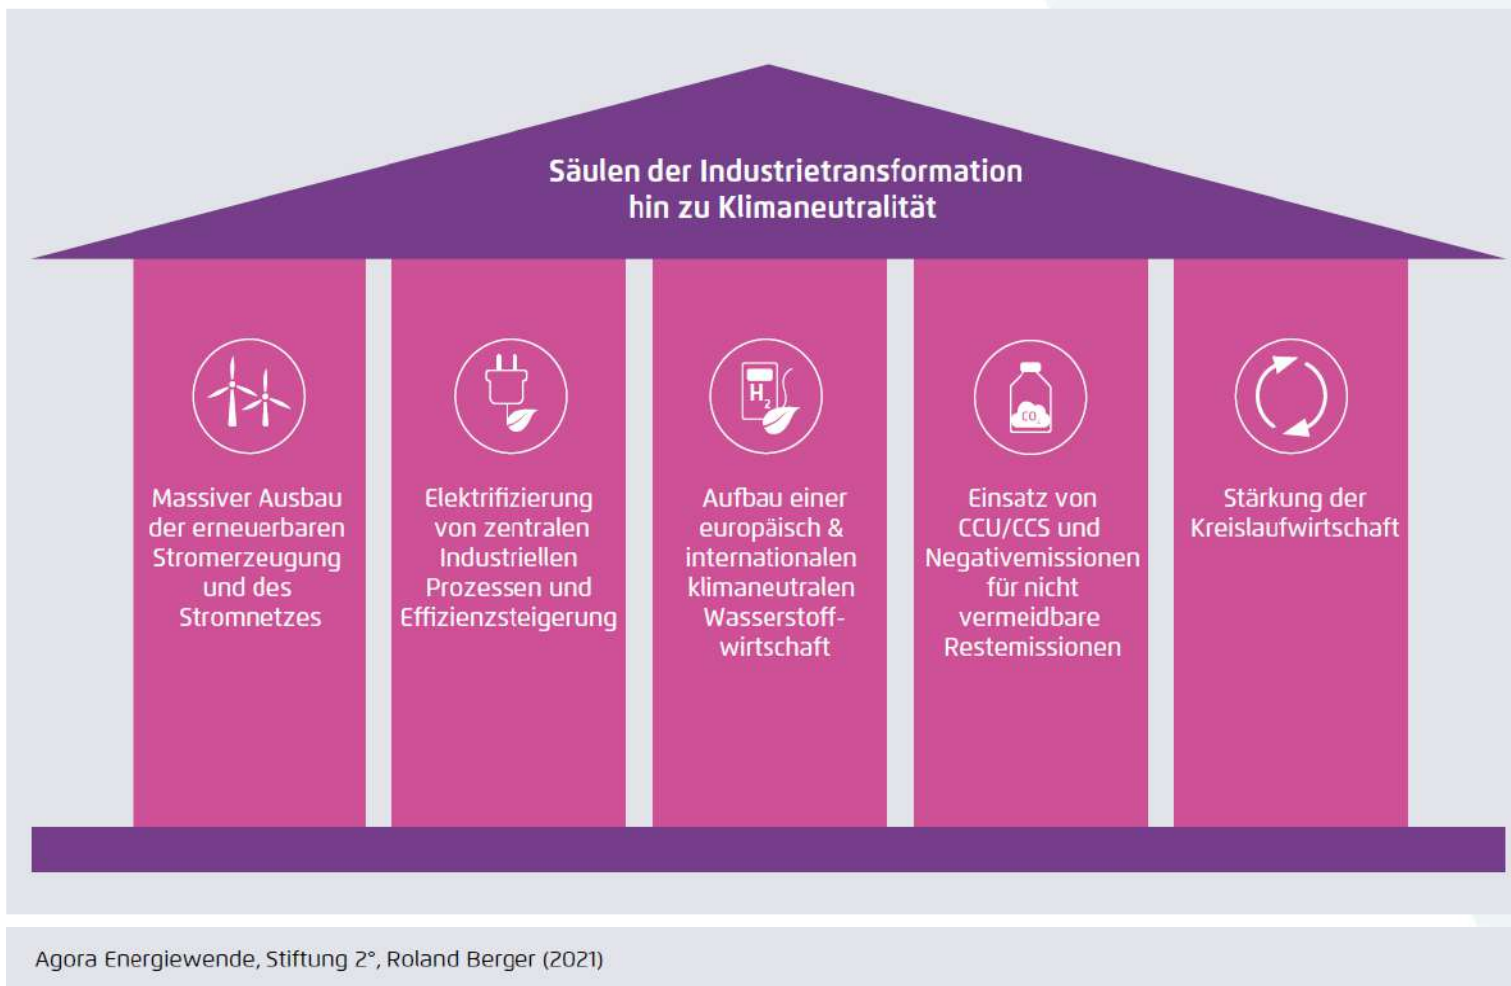 Säulen der Industrietransformation
hin zu Klimaneutralität
Massiver Ausbau
der erneuerbaren
Stromerzeugung
und des
Stromnetzes
Elektrifizierung
von zentralen
Industriellen
Prozessen und
Effizienzsteigerung
H₂
Aufbau einer
europäisch &
internationalen
klimaneutralen
Wasserstoff-
wirtschaft
CO₂
Einsatz von
CCU/CCS und
Negativemissionen
für nicht
vermeidbare
Restemissionen
Stärkung der
Kreislaufwirtschaft
Agora Energiewende, Stiftung 2°, Roland Berger (2021)